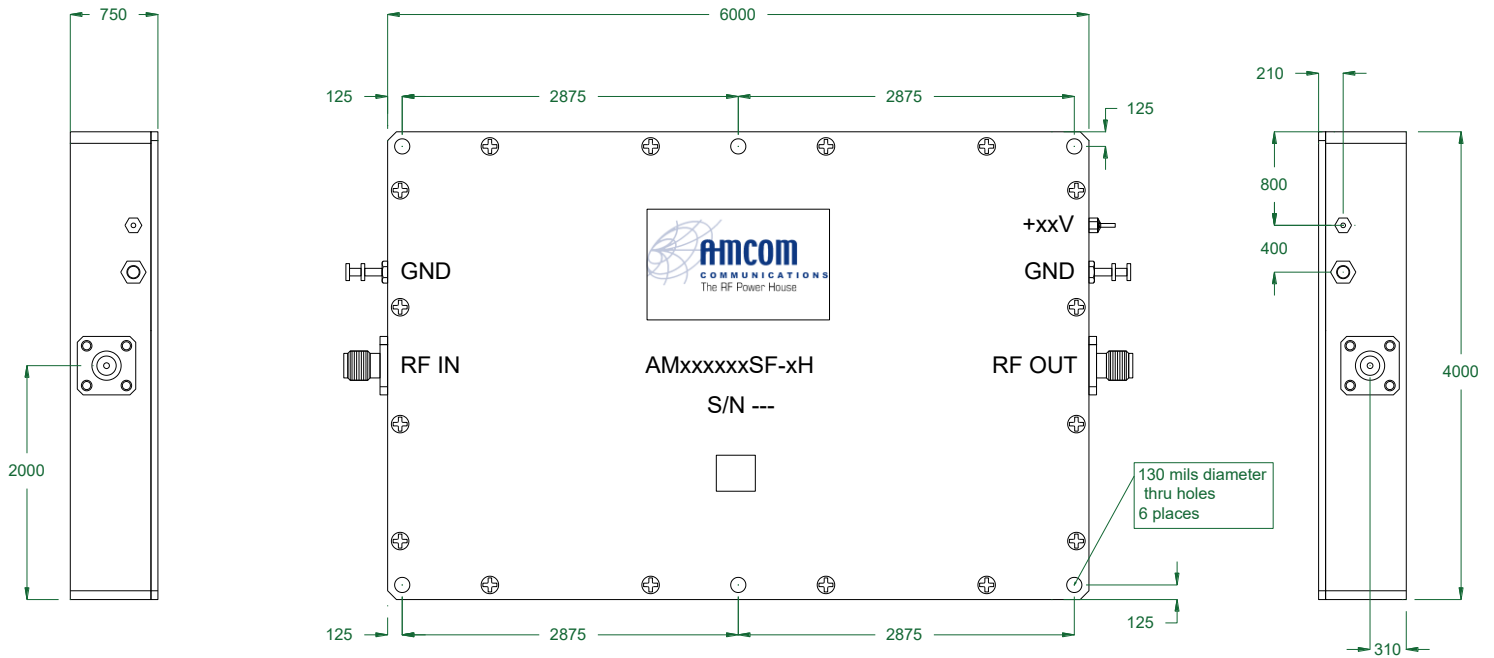 750
6000
210
125
2875
2875
125
800
400
+xxV
GND
GND
AMCOM
COMMUNICATIONS
The RF Power House
RF IN
AMxxxxxxSF-xH
RF OUT
S/N ---
4000
2000
130 mils diameter
thru holes
6 places
125
2875
2875
125
310